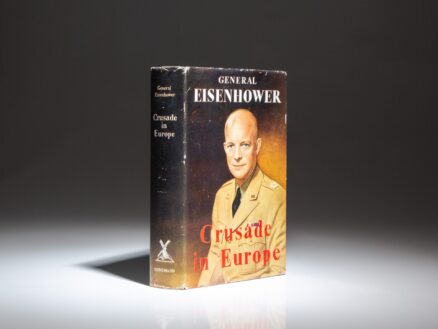 General
Eisenhower
Crusade
in
Europe
GENERAL
EISENHOWER
Crusade
in Europe